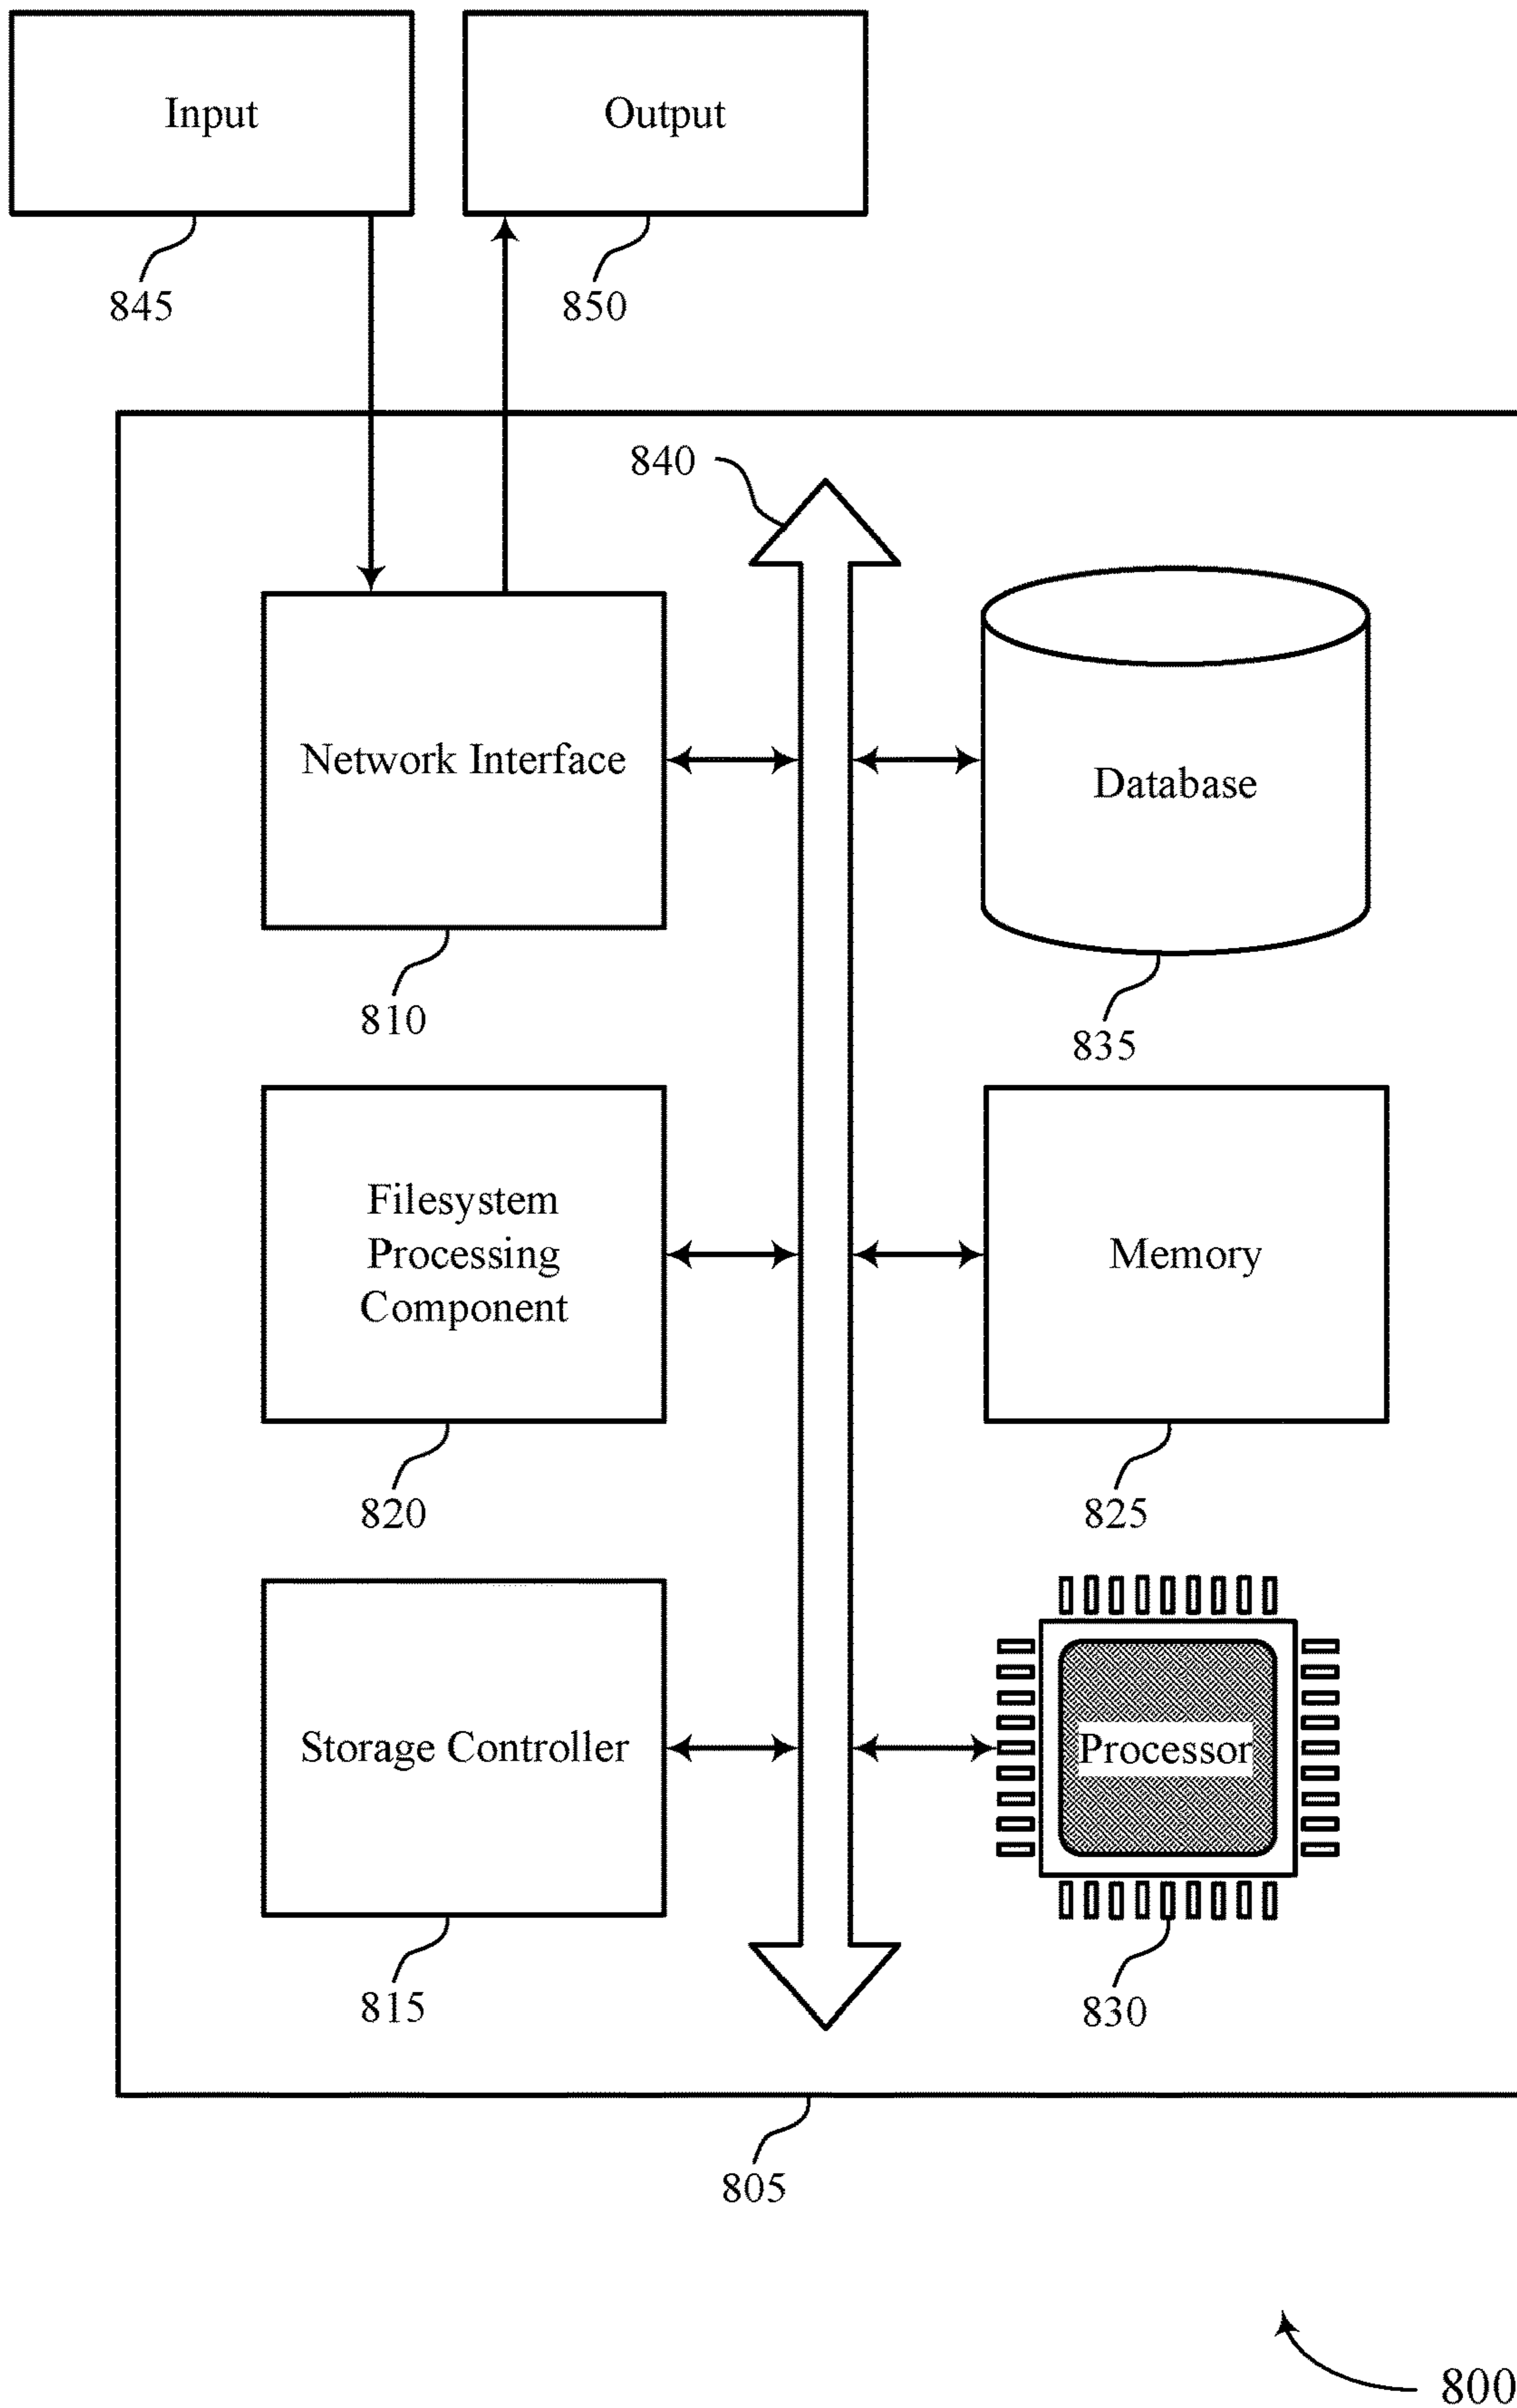 Input
Output
845
850
840
Network Interface
Database
810
835
Filesystem
Processing
Component
Memory
820
825
Storage Controller
Processor
815
830
805
800